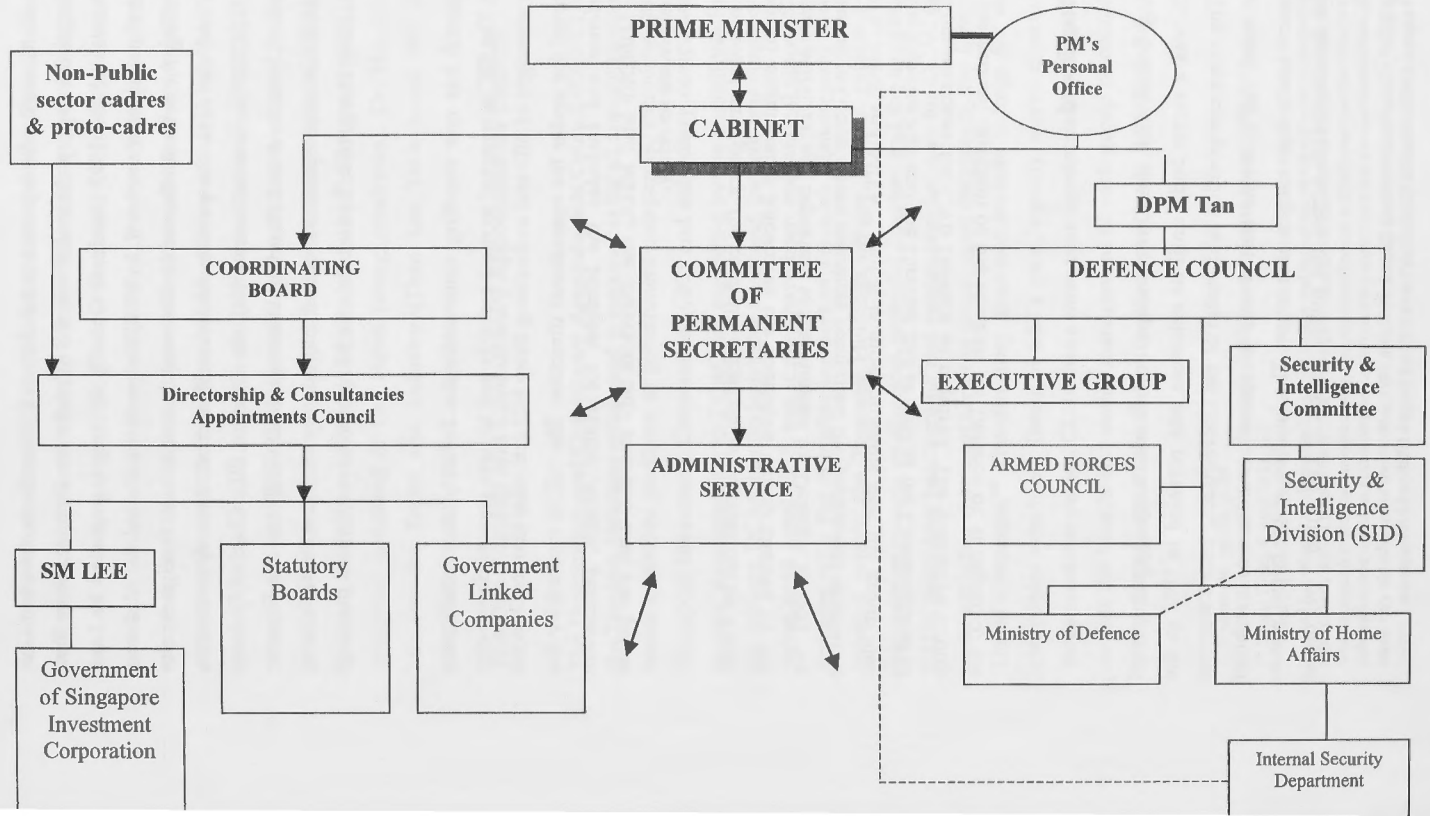 PRIME MINISTER
PM's
Personal
Office
Non-Public
sector cadres
& proto-cadres
CABINET
DPM Tan
COORDINATING
BOARD
COMMITTEE
OF
PERMANENT
SECRETARIES
DEFENCE COUNCIL
Directorship & Consultancies
Appointments Council
EXECUTIVE GROUP
Security &
Intelligence
Committee
ADMINISTRATIVE
SERVICE
ARMED FORCES
COUNCIL
Security &
Intelligence
Division (SID)
SM LEE
Statutory
Boards
Government
Linked
Companies
Ministry of Defence
Ministry of Home
Affairs
Government
of Singapore
Investment
Corporation
Internal Security
Department